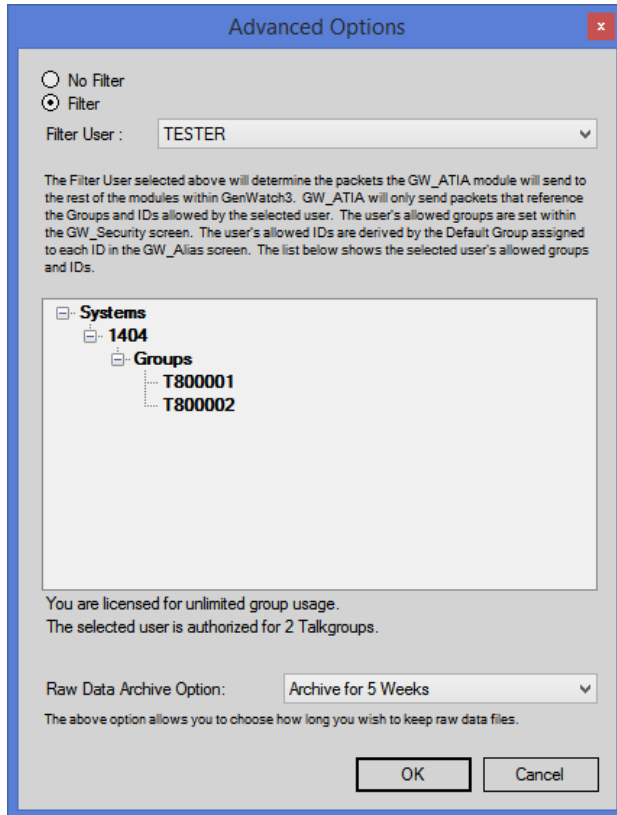 Advanced Options
x
No Filter
Filter
Filter User : TESTER
The Filter User selected above will determine the packets the GW_ATIA module will send to
the rest of the modules within GenWatch3. GW_ATIA will only send packets that reference
the Groups and IDs allowed by the selected user. The user's allowed groups are set within
the GW_Security screen. The user's allowed IDs are derived by the Default Group assigned
to each ID in the GW_Alias screen. The list below shows the selected user's allowed groups
and IDs.
Systems
1404
Groups
T800001
T800002
You are licensed for unlimited group usage.
The selected user is authorized for 2 Talkgroups.
Raw Data Archive Option: Archive for 5 Weeks
The above option allows you to choose how long you wish to keep raw data files.
OK Cancel